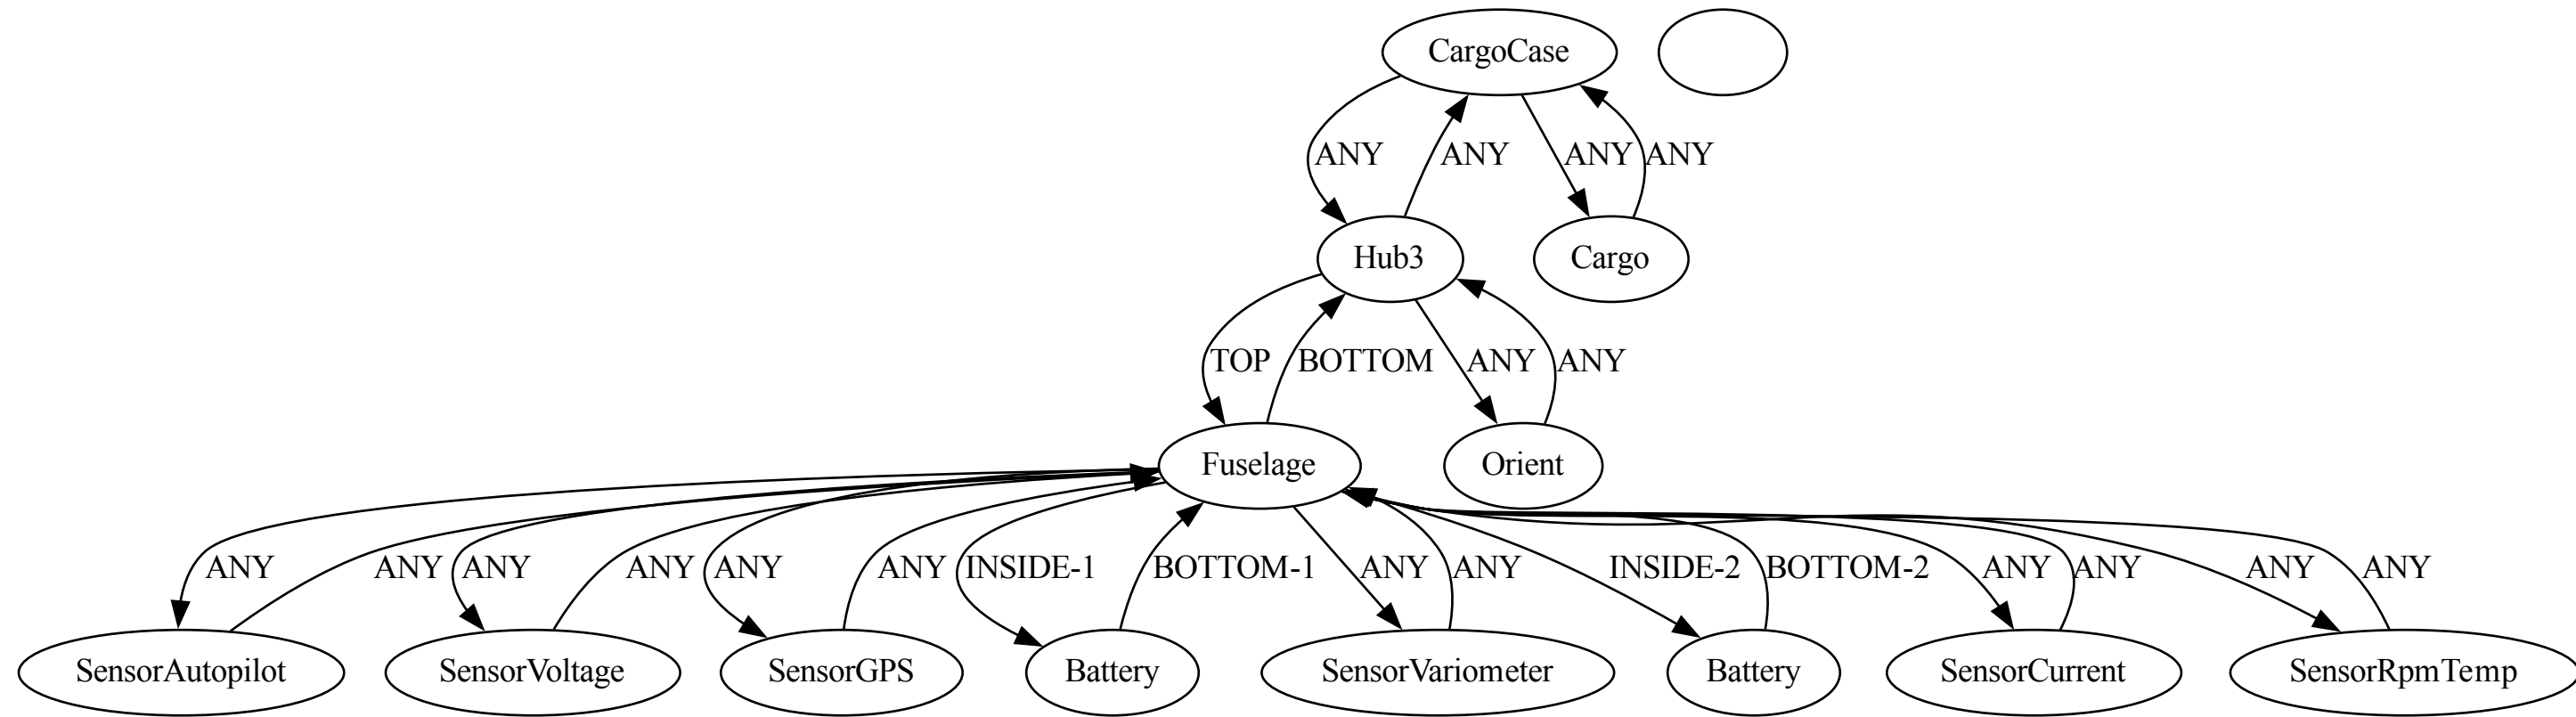 CargoCase
ANY
ANY
ANY
ANY
Hub3
Cargo
TOP
BOTTOM
ANY
ANY
Fuselage
Orient
ANY
ANY
ANY
ANY
ANY
ANY
INSIDE-1
BOTTOM-1
ANY
ANY
INSIDE-2
BOTTOM-2
ANY
ANY
ANY
ANY
SensorAutopilot
SensorVoltage
SensorGPS
Battery
SensorVariometer
Battery
SensorCurrent
SensorRpmTemp